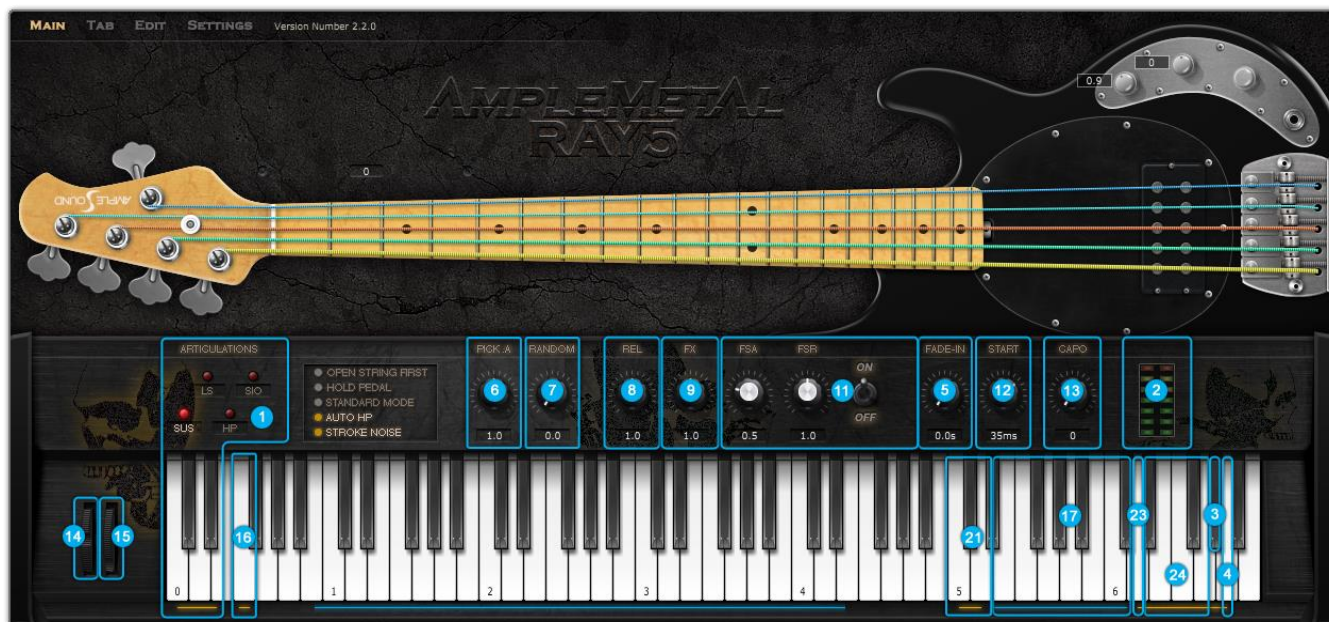 MAIN TAB EDIT SETTINGS Version Number 2.2.0
0
0.9
AMPLEMETAL
RAY5
0
AMPLE SOUND
ARTICULATIONS
LS SIO
SUS HP
1
OPEN STRING FIRST
HOLD PEDAL
STANDARD MODE
AUTO HP
STROKE NOISE
PICK.A
6
1.0
RANDOM
7
0.0
REL
8
1.0
FX
9
1.0
FSA
0.5
FSR
1.0
11
ON
OFF
FADE-IN
5
0.0s
START
12
35ms
CAPO
13
0
2
14 15 16 21 17 23 3
24 4
0 1 2 3 4 5 6